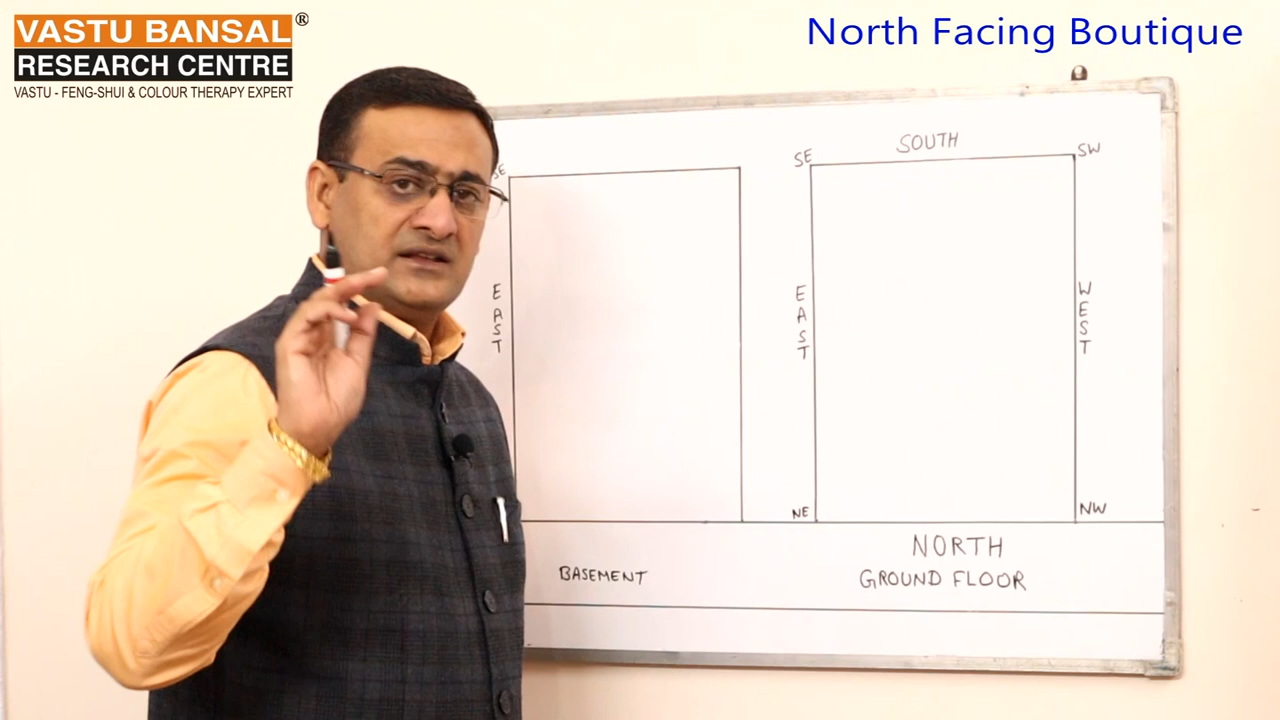 VASTU BANSAL®
RESEARCH CENTRE
VASTU - FENG-SHUI & COLOUR THERAPY EXPERT
North Facing Boutique
SE
EAST
BASEMENT
SOUTH
SE
SW
EAST
WEST
NE
NW
NORTH
GROUND FLOOR